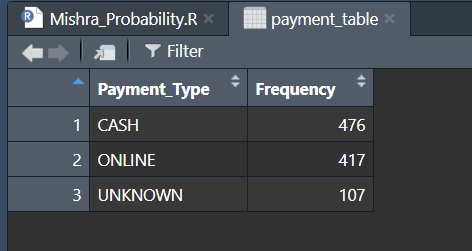 Mishra_Probability.R payment_table
Filter
Payment_Type Frequency
1 CASH 476
2 ONLINE 417
3 UNKNOWN 107